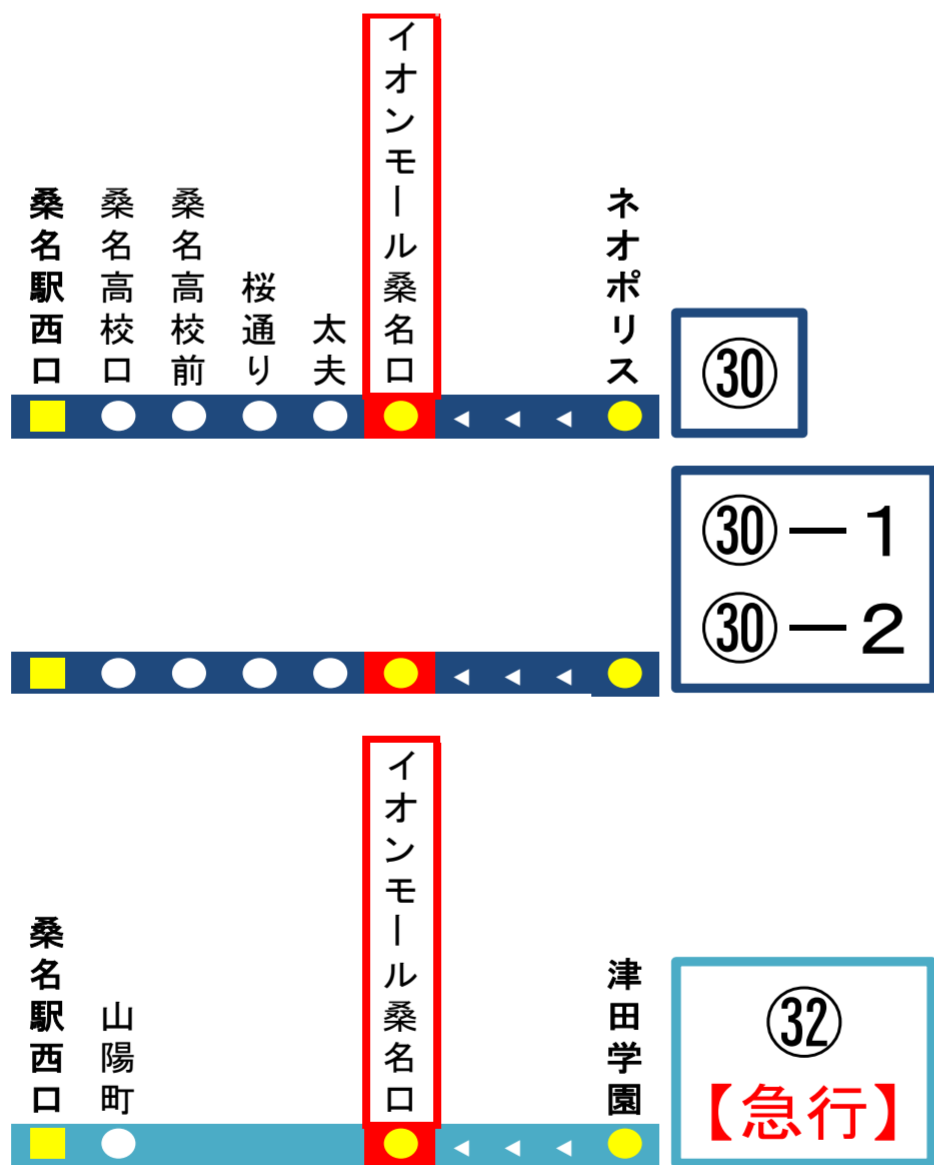 桑名駅西口
桑名高校口
桑名高校前
桜通り
太夫
イオンモール桑名口
ネオポリス
㉚
㉚ー1
㉚ー2
桑名駅西口
山陽町
イオンモール桑名口
津田学園
㉜
【急行】